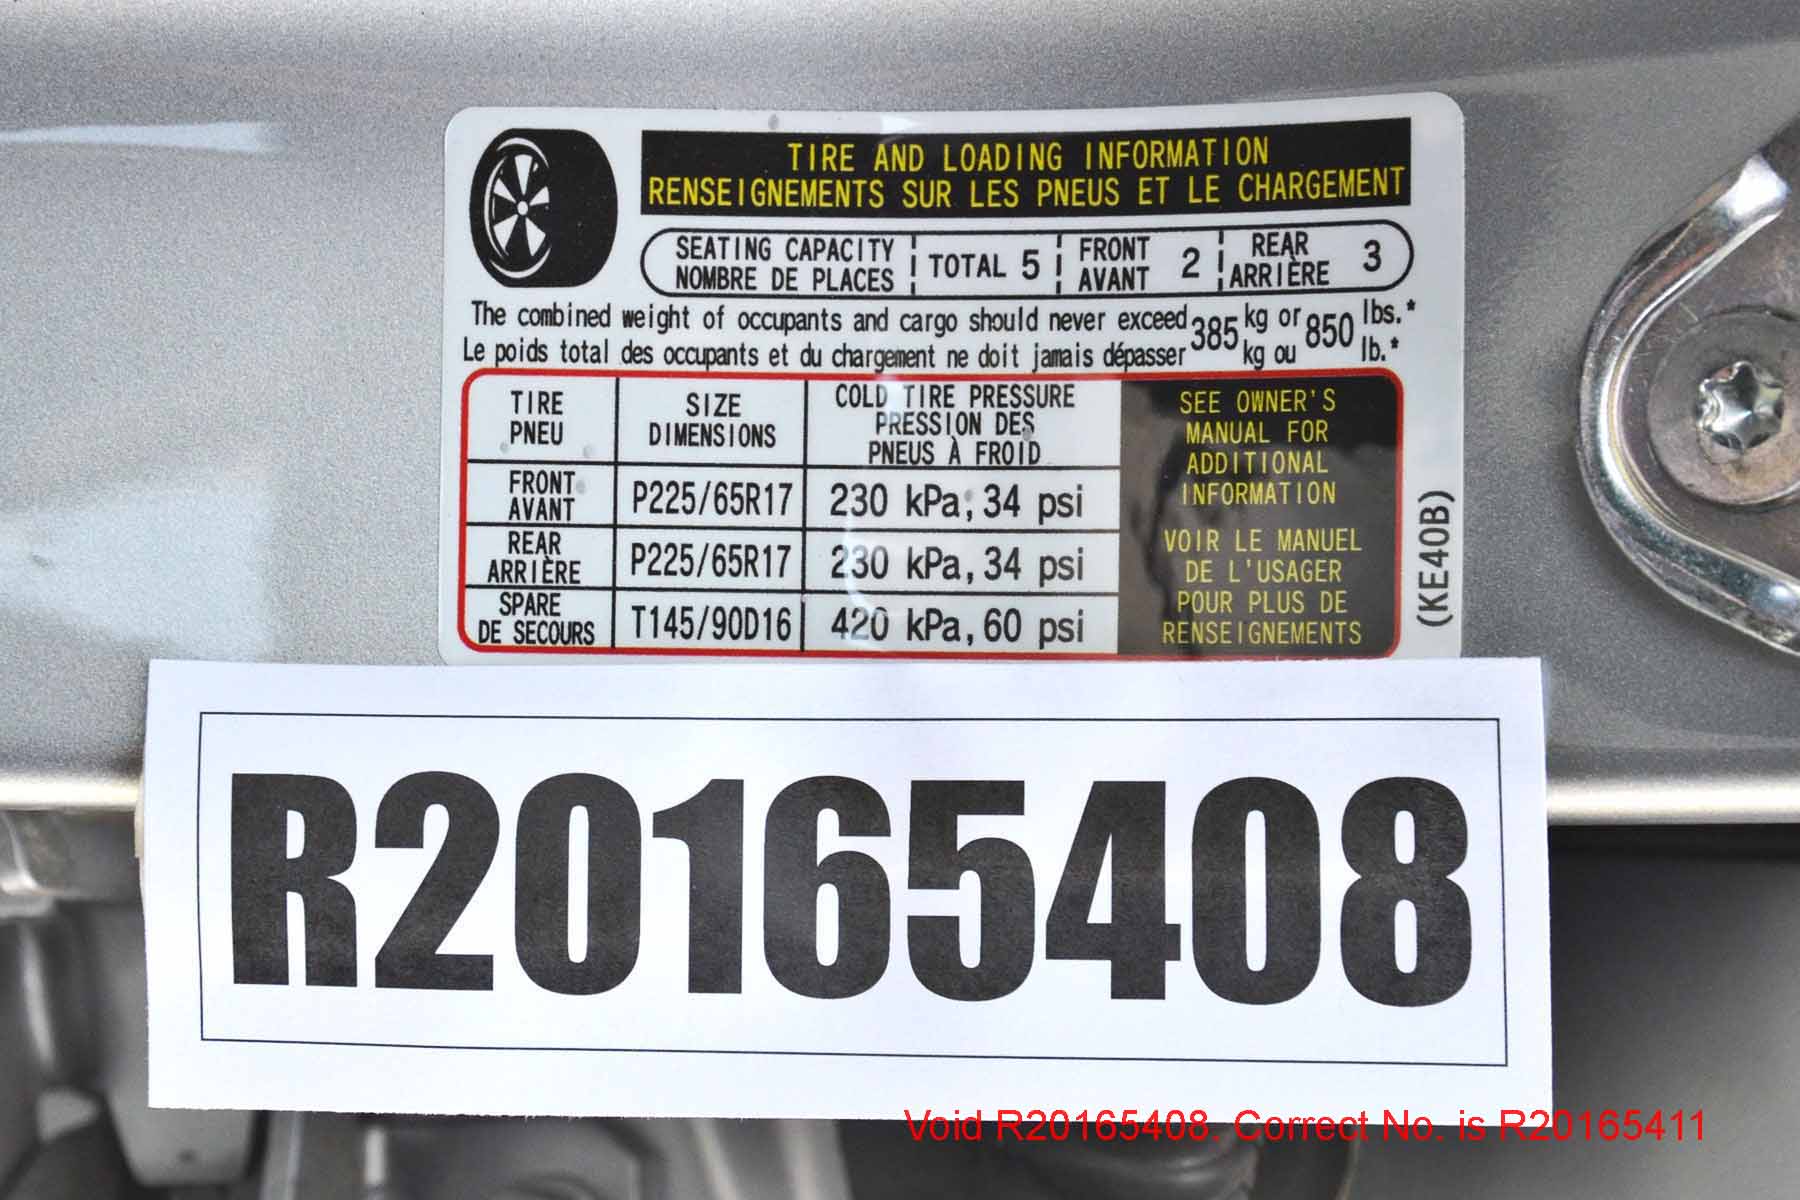 TIRE AND LOADING INFORMATION
RENSEIGNEMENTS SUR LES PNEUS ET LE CHARGEMENT
SEATING CAPACITY
NOMBRE DE PLACES
TOTAL 5
FRONT
AVANT
2
REAR
ARRIÈRE
3
The combined weight of occupants and cargo should never exceed 385 kg or 850 lbs.*
Le poids total des occupants et du chargement ne doit jamais dépasser 385 kg ou 850 lb.*
TIRE
PNEU
SIZE
DIMENSIONS
COLD TIRE PRESSURE
PRESSION DES
PNEUS À FROID
FRONT
AVANT
P225/65R17
230 kPa, 34 psi
REAR
ARRIÈRE
P225/65R17
230 kPa, 34 psi
SPARE
DE SECOURS
T145/90D16
420 kPa, 60 psi
SEE OWNER'S
MANUAL FOR
ADDITIONAL
INFORMATION
VOIR LE MANUEL
DE L'USAGER
POUR PLUS DE
RENSEIGNEMENTS
(KE40B)
R20165408
Void R20165408. Correct No. is R20165411